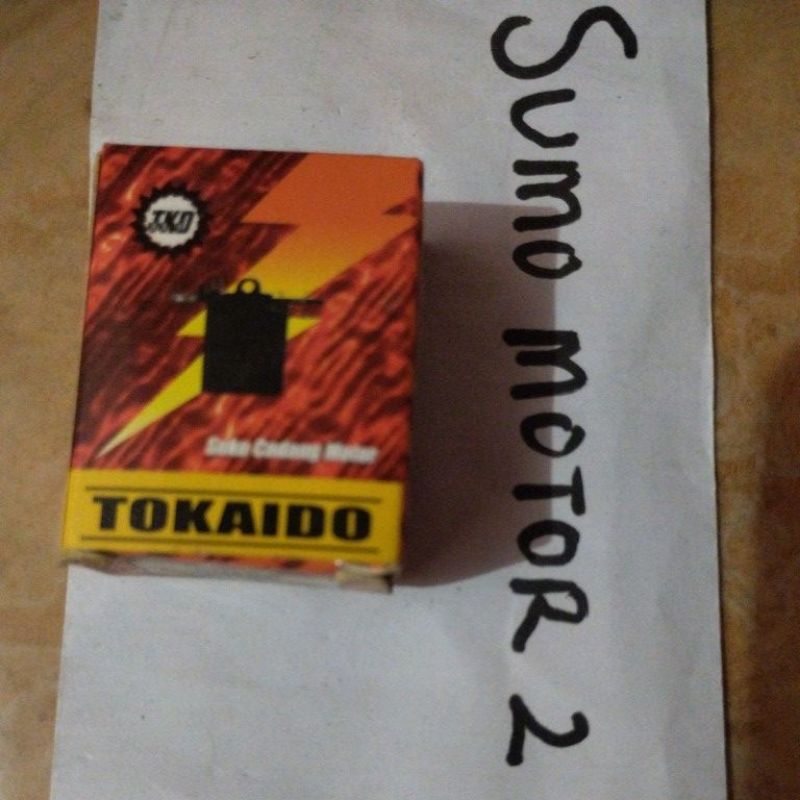 TKD
Suku Cadang Motor
TOKAIDO
SUMO MOTOR 2